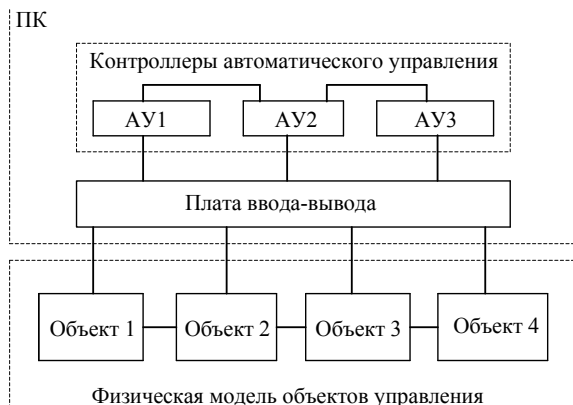 ПК
Контроллеры автоматического управления
АУ1
АУ2
АУ3
Плата ввода-вывода
Объект 1
Объект 2
Объект 3
Объект 4
Физическая модель объектов управления